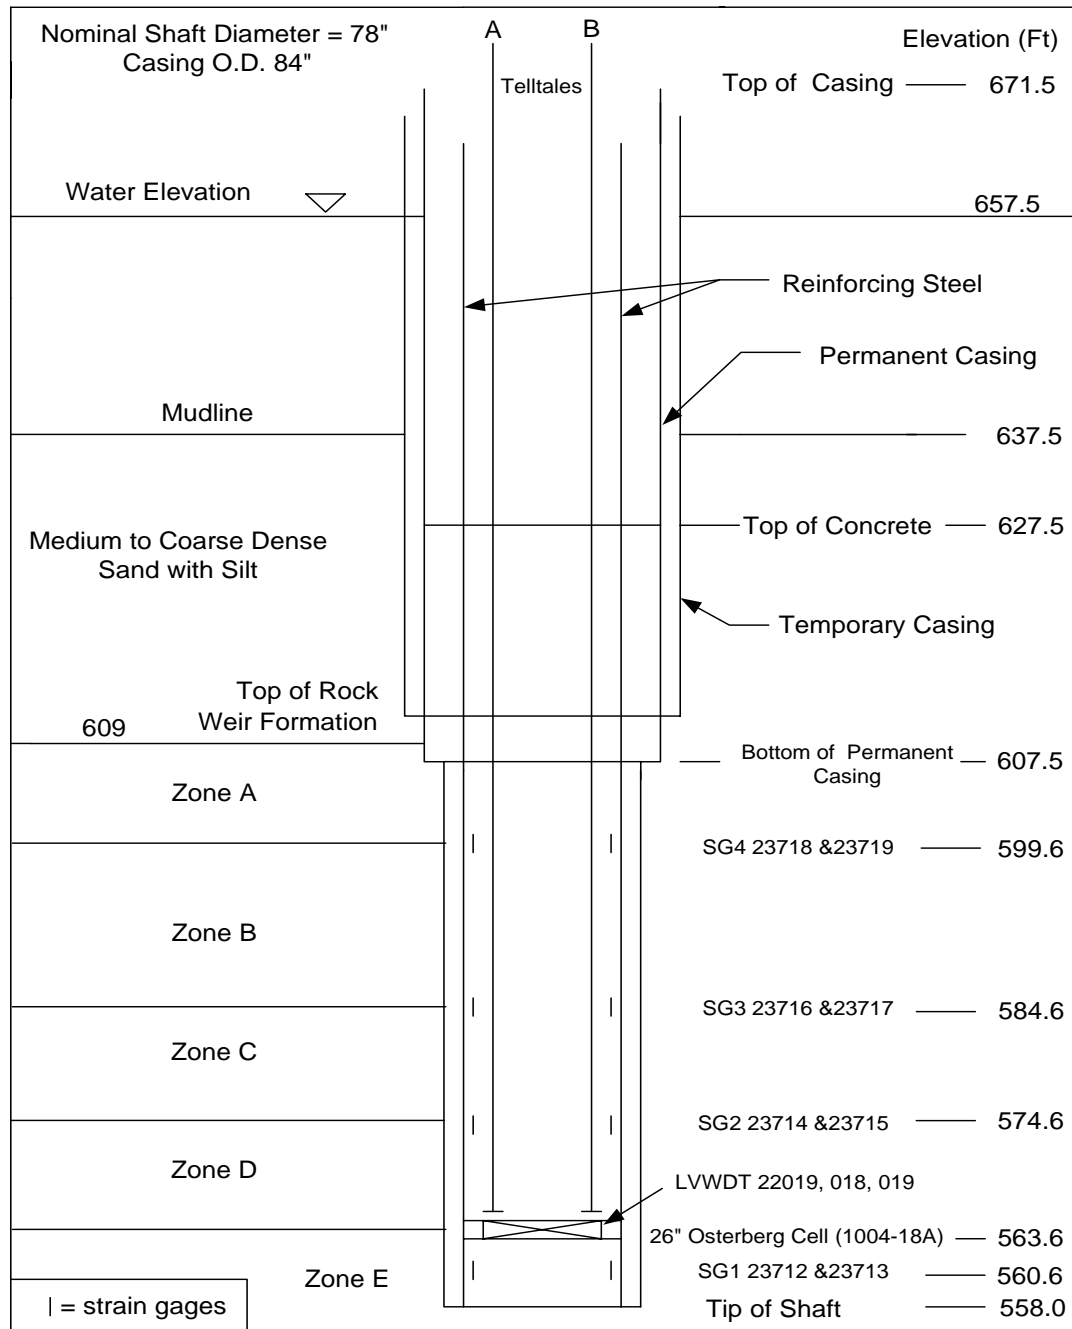 Nominal Shaft Diameter = 78"
Casing O.D. 84"
A
B
Elevation (Ft)
Telltales
Top of Casing
671.5
Water Elevation
657.5
Reinforcing Steel
Permanent Casing
Mudline
637.5
Medium to Coarse Dense
Sand with Silt
Top of Concrete
627.5
Temporary Casing
Top of Rock
Weir Formation
609
Bottom of Permanent
Casing
607.5
Zone A
SG4 23718 &23719
599.6
Zone B
SG3 23716 &23717
584.6
Zone C
SG2 23714 &23715
574.6
Zone D
LVWDT 22019, 018, 019
26" Osterberg Cell (1004-18A)
563.6
Zone E
SG1 23712 &23713
560.6
| = strain gages
Tip of Shaft
558.0